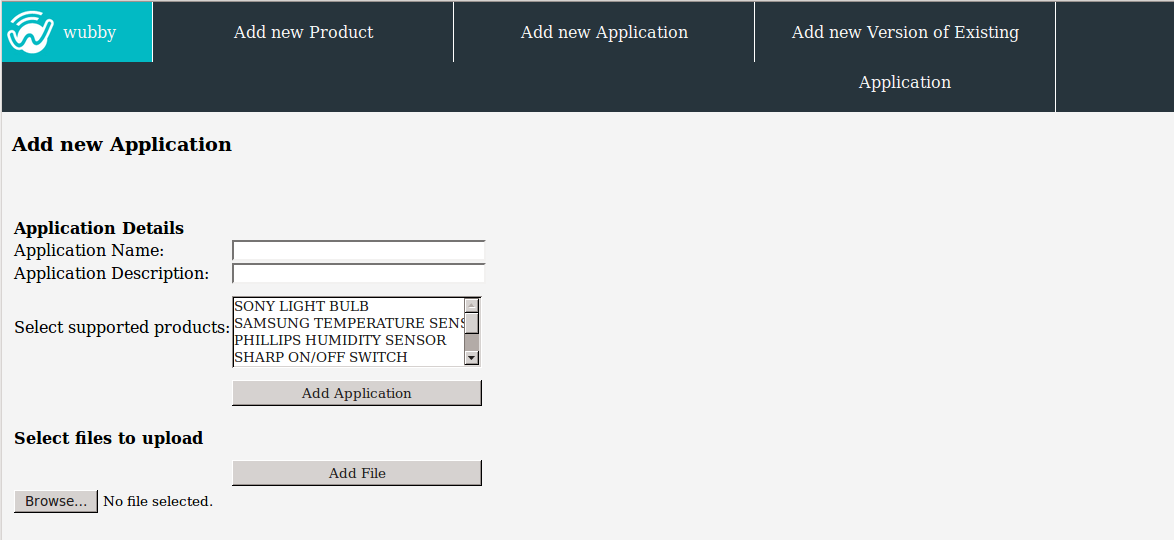 wubby
Add new Product
Add new Application
Add new Version of Existing
Application
Add new Application
Application Details
Application Name:
Application Description:
Select supported products:
SONY LIGHT BULB
SAMSUNG TEMPERATURE SENS
PHILLIPS HUMIDITY SENSOR
SHARP ON/OFF SWITCH
Add Application
Select files to upload
Add File
Browse... No file selected.